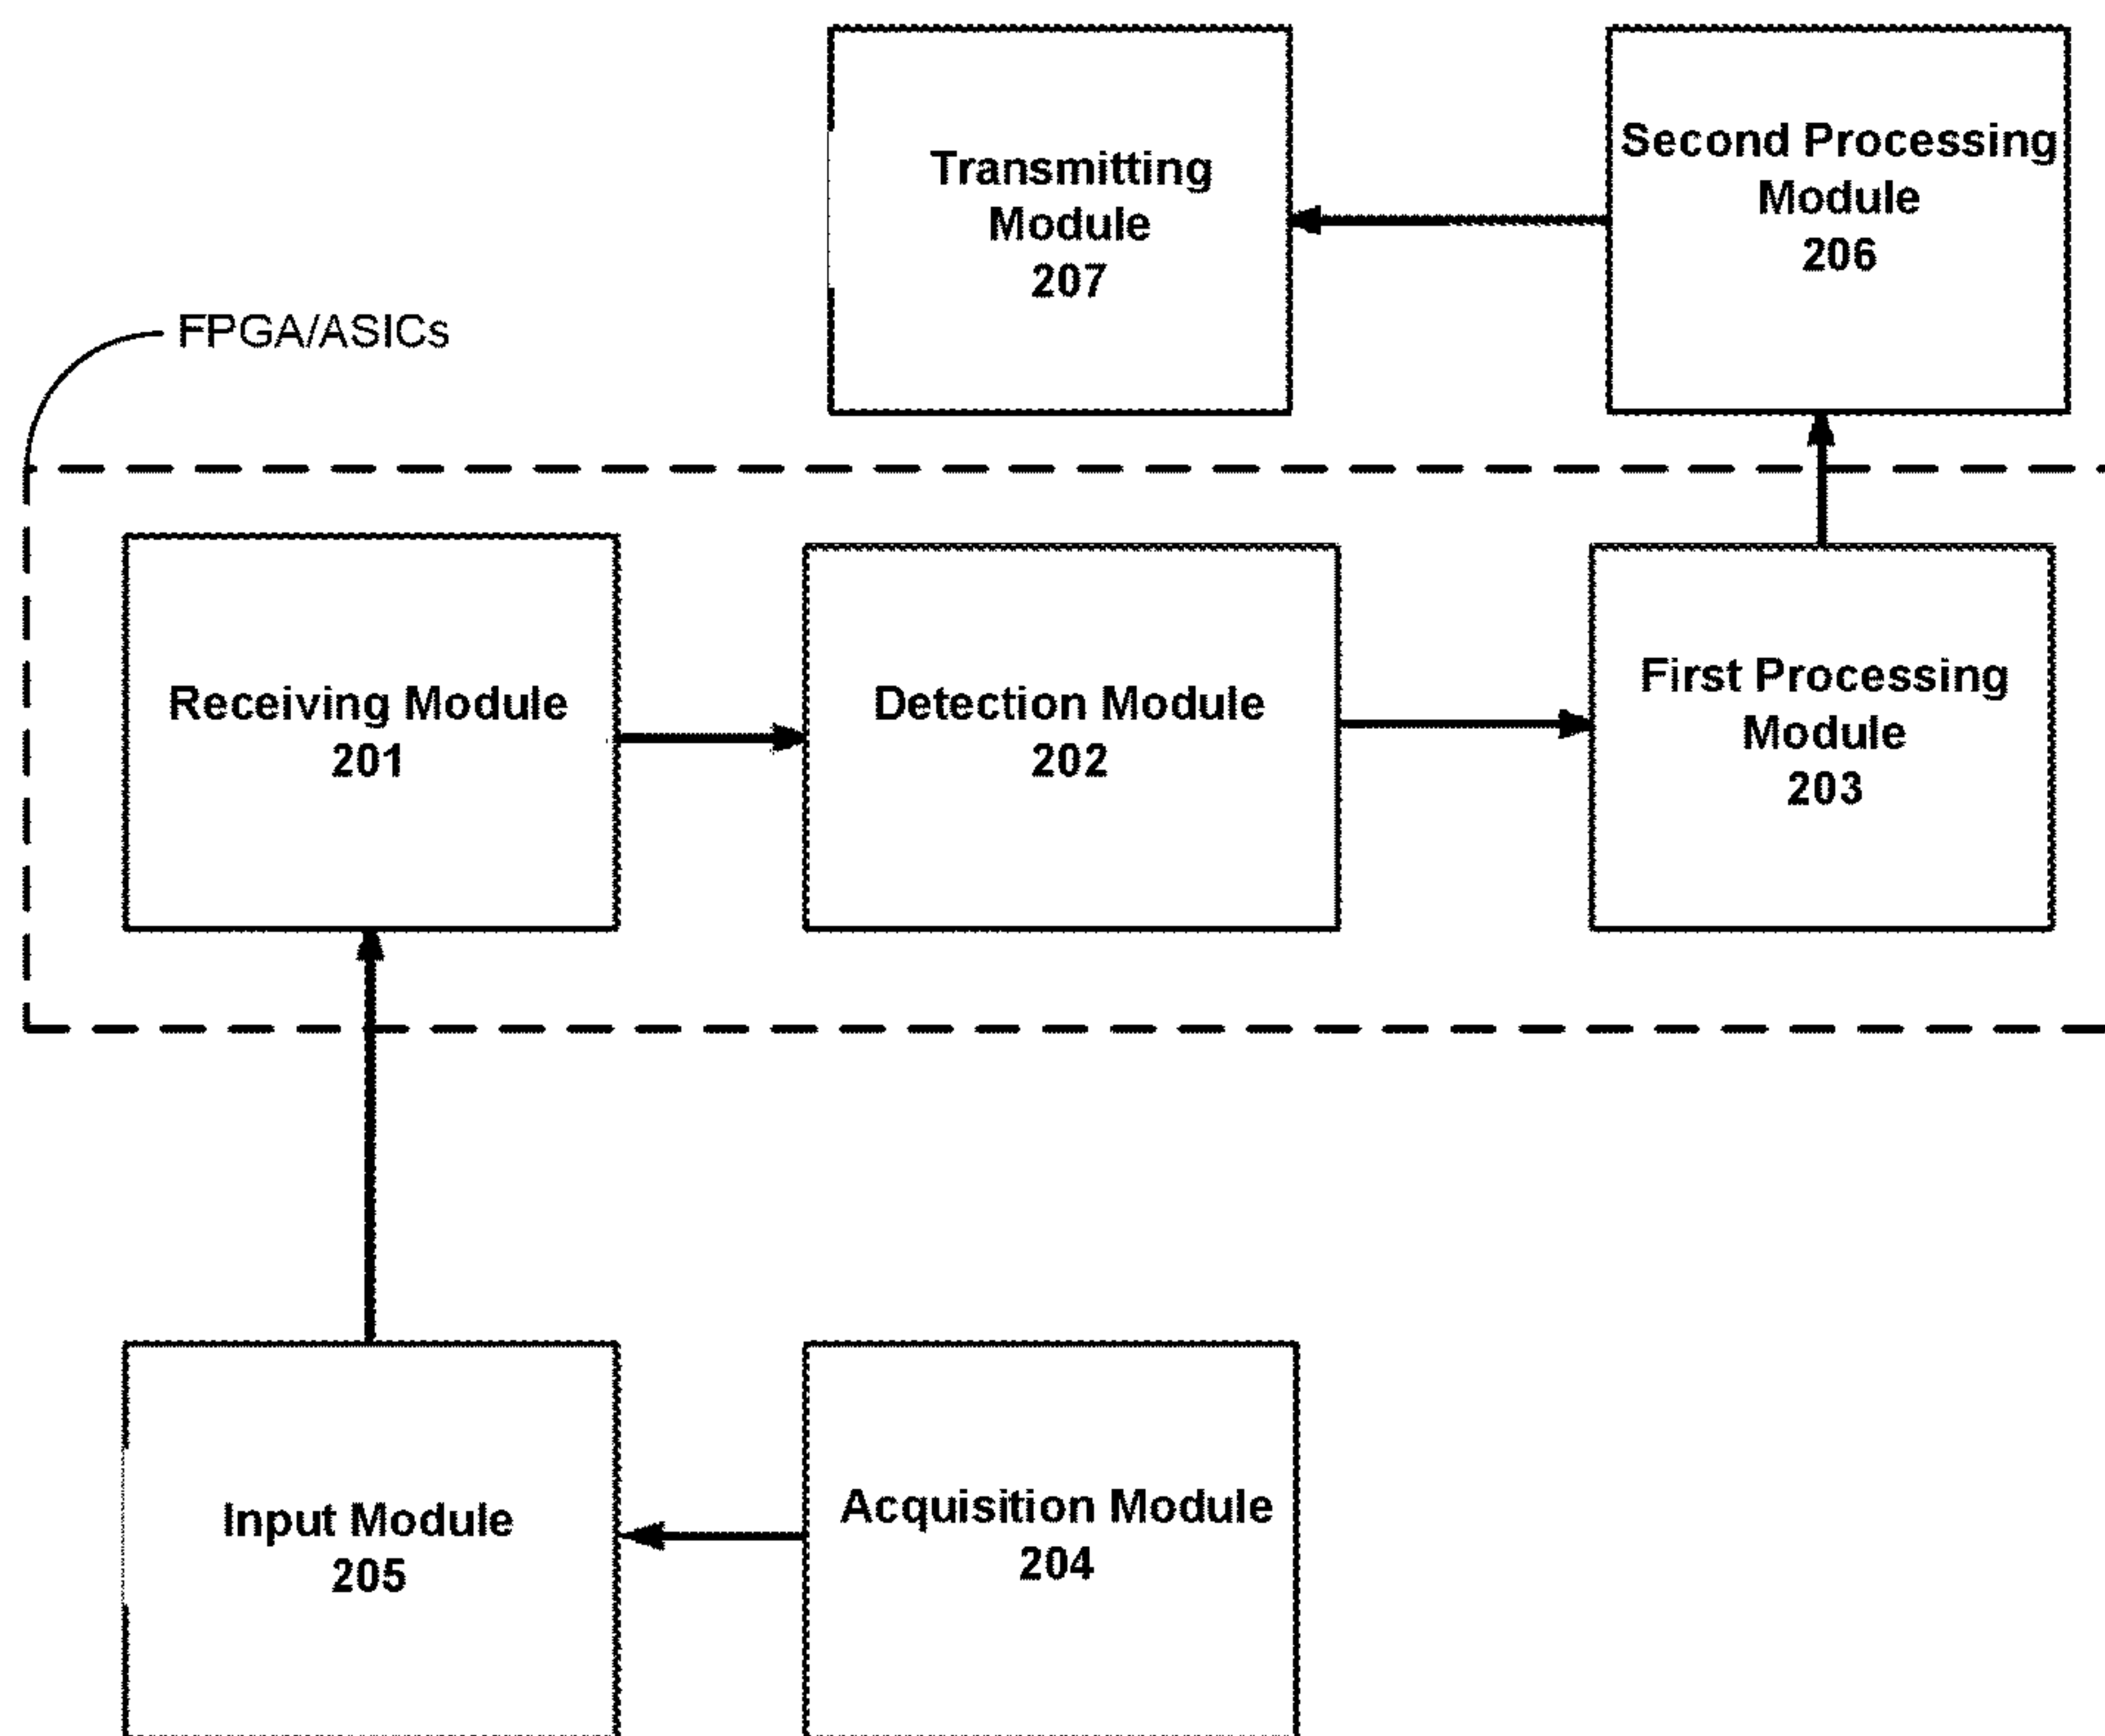 Transmitting
Module
207
Second Processing
Module
206
FPGA/ASICs
Receiving Module
201
Detection Module
202
First Processing
Module
203
Input Module
205
Acquisition Module
204